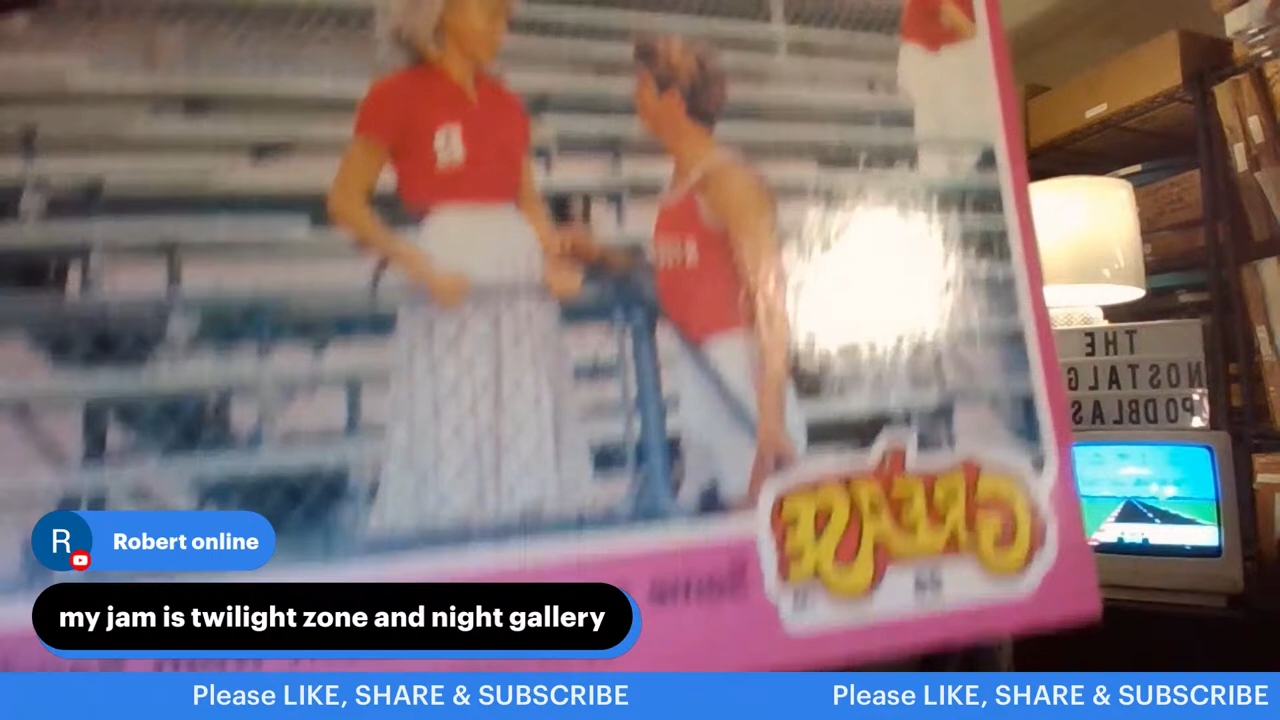 THE
NOSTALG
PODBLAS
GREASE
Robert online
my jam is twilight zone and night gallery
Please LIKE, SHARE & SUBSCRIBE
Please LIKE, SHARE & SUBSCRIBE